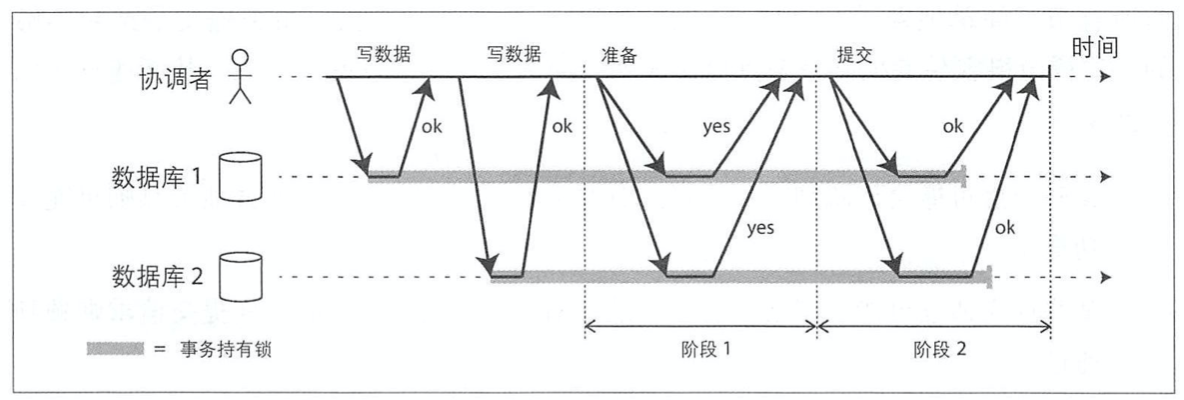 写数据
写数据
准备
提交
时间
协调者
ok
ok
yes
ok
数据库 1
yes
ok
数据库 2
= 事务持有锁
阶段 1
阶段 2